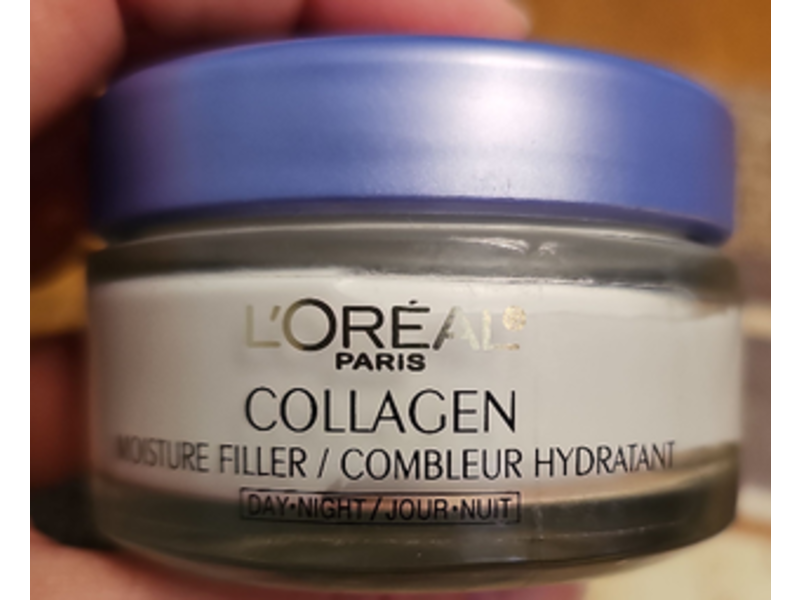 L'ORÉAL
PARIS
COLLAGEN
MOISTURE FILLER / COMBLEUR HYDRATANT
DAY•NIGHT/JOUR•NUIT